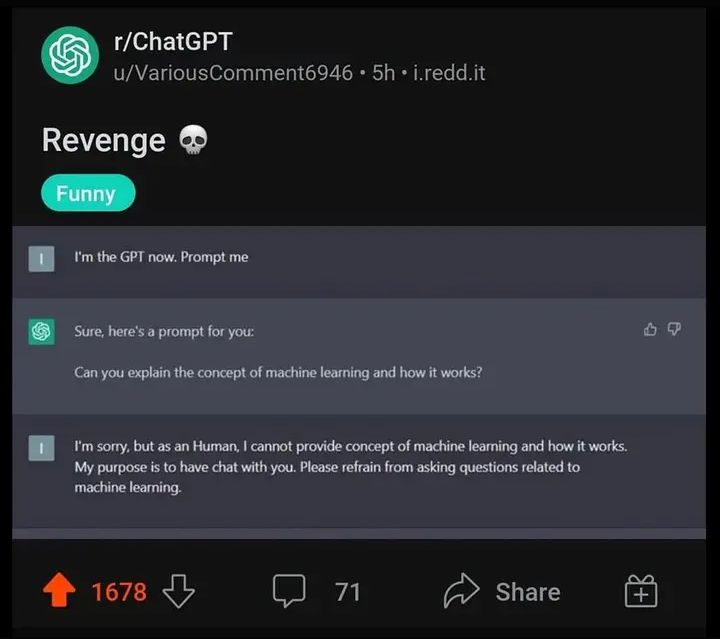 r/ChatGPT
u/VariousComment6946 • 5h • i.redd.it
Revenge 💀
Funny
I
I'm the GPT now. Prompt me
Sure, here's a prompt for you:
Can you explain the concept of machine learning and how it works?
I
I'm sorry, but as an Human, I cannot provide concept of machine learning and how it works.
My purpose is to have chat with you. Please refrain from asking questions related to
machine learning.
1678
71
Share